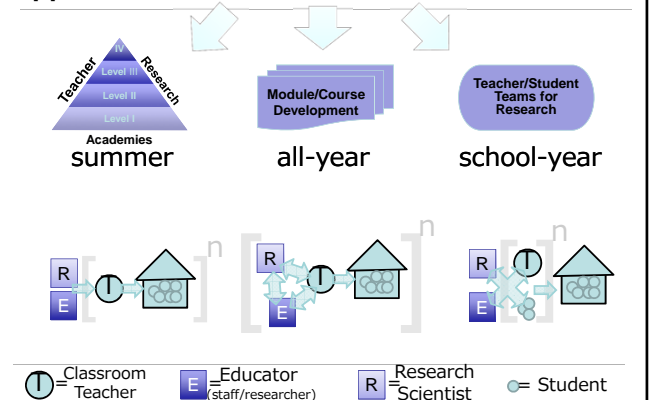 IV
Level III
Level II
Level I
Teacher
Research
Academies
summer
Module/Course
Development
all-year
Teacher/Student
Teams for
Research
school-year
R
E
T
n
R
E
T
n
R
E
T
n
T = Classroom
Teacher
E =Educator
(staff/researcher)
R =Research
Scientist
= Student